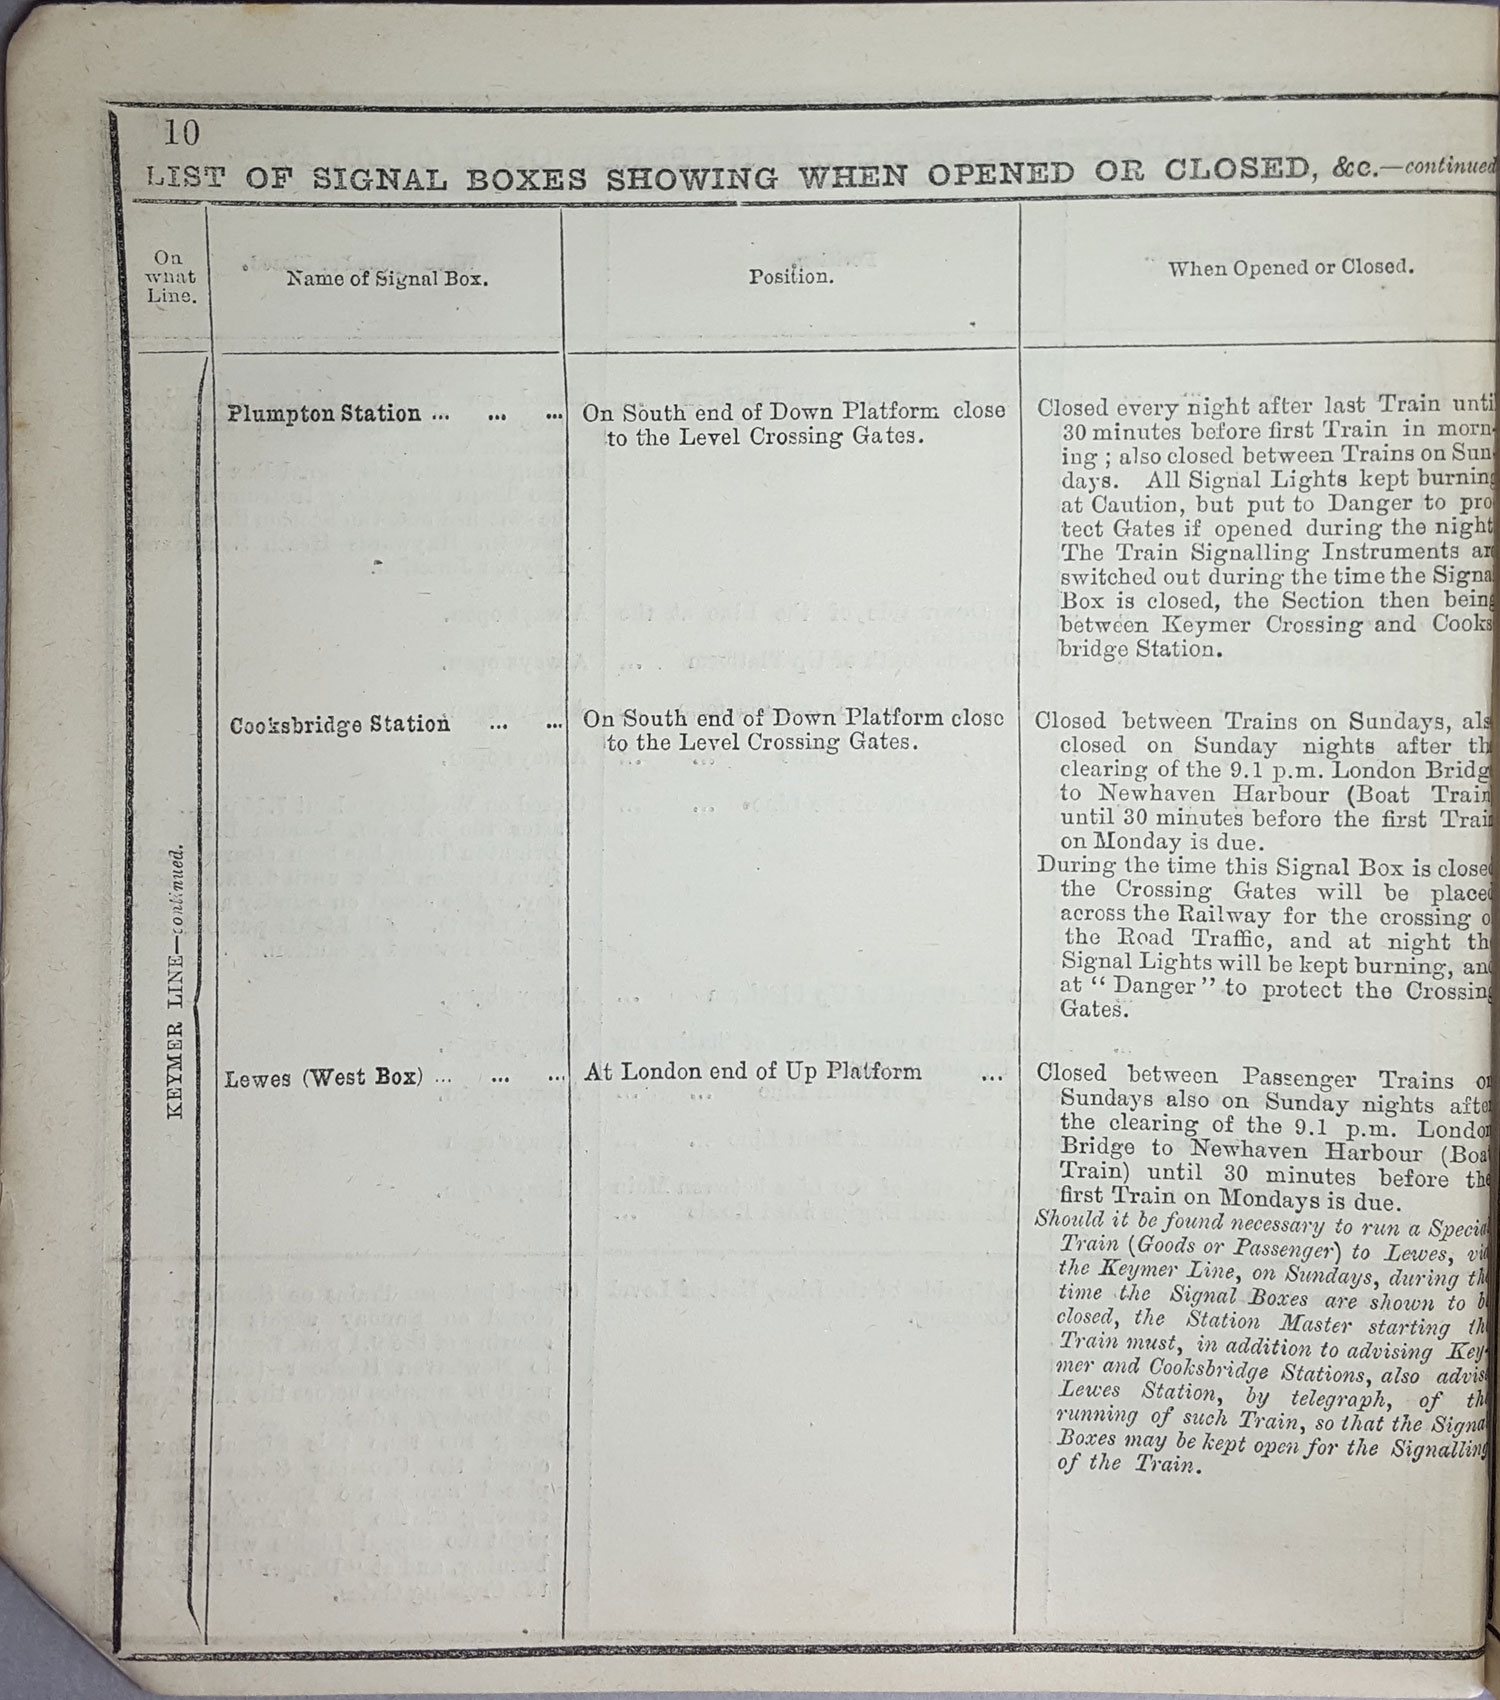 10
LIST OF SIGNAL BOXES SHOWING WHEN OPENED OR CLOSED, &c.—continued
On
what
Line.
Name of Signal Box.
Position.
When Opened or Closed.
KEYMER LINE—continued.
Plumpton Station ... ... ...
On South end of Down Platform close
to the Level Crossing Gates.
Closed every night after last Train unti
30 minutes before first Train in morn-
ing ; also closed between Trains on Sun-
days. All Signal Lights kept burning
at Caution, but put to Danger to pro
tect Gates if opened during the night
The Train Signalling Instruments ar
switched out during the time the Signa
Box is closed, the Section then being
between Keymer Crossing and Cooks
bridge Station.
Cooksbridge Station ... ...
On South end of Down Platform close
to the Level Crossing Gates.
Closed between Trains on Sundays, als
closed on Sunday nights after th
clearing of the 9.1 p.m. London Bridg
to Newhaven Harbour (Boat Train
until 30 minutes before the first Trai
on Monday is due.
During the time this Signal Box is close
the Crossing Gates will be place
across the Railway for the crossing o
the Road Traffic, and at night th
Signal Lights will be kept burning, an
at “ Danger ” to protect the Crossing
Gates.
Lewes (West Box) ... ... ...
At London end of Up Platform ...
Closed between Passenger Trains on
Sundays also on Sunday nights afte
the clearing of the 9.1 p.m. London
Bridge to Newhaven Harbour (Boa
Train) until 30 minutes before the
first Train on Mondays is due.
Should it be found necessary to run a Specia
Train (Goods or Passenger) to Lewes, via
the Keymer Line, on Sundays, during th
time the Signal Boxes are shown to b
closed, the Station Master starting th
Train must, in addition to advising Key-
mer and Cooksbridge Stations, also advis
Lewes Station, by telegraph, of th
running of such Train, so that the Signa
Boxes may be kept open for the Signalling
of the Train.